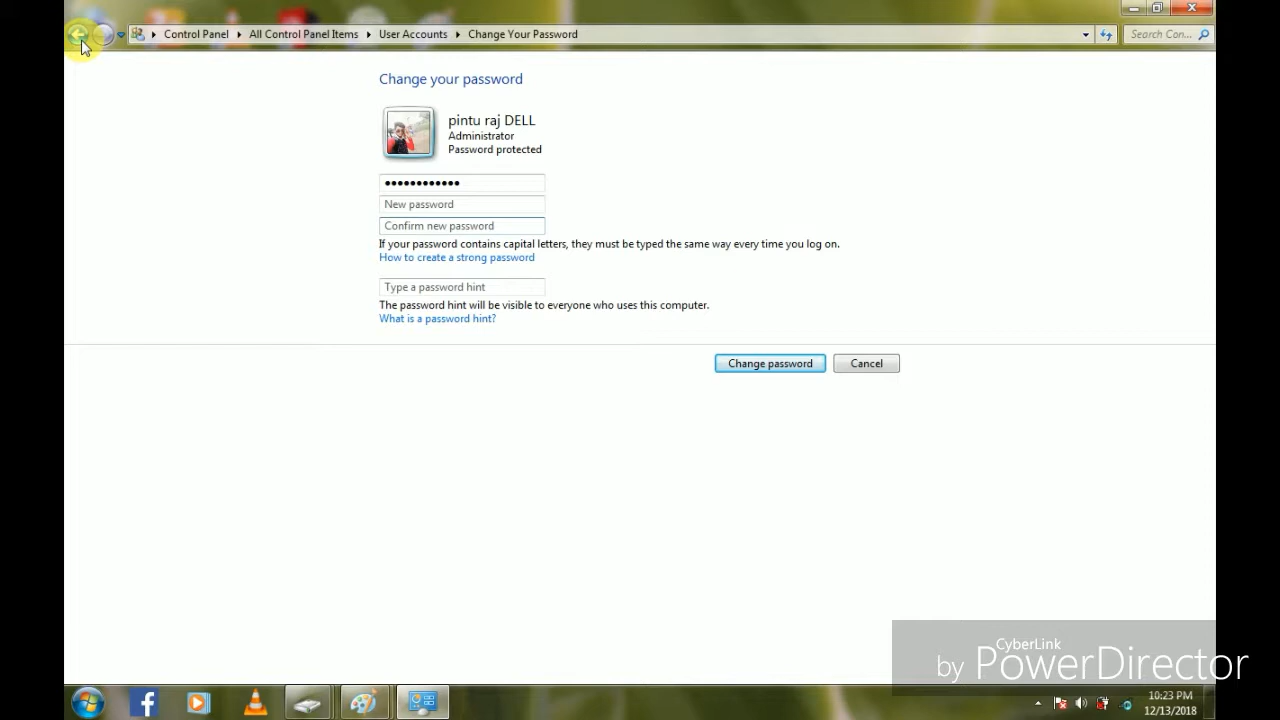 Control Panel All Control Panel Items User Accounts Change Your Password
Search Con...
Change your password
pintu raj DELL
Administrator
Password protected
••••••••••••
New password
Confirm new password
If your password contains capital letters, they must be typed the same way every time you log on.
How to create a strong password
Type a password hint
The password hint will be visible to everyone who uses this computer.
What is a password hint?
Change password
Cancel
CyberLink
by PowerDirector
10:23 PM
12/13/2018